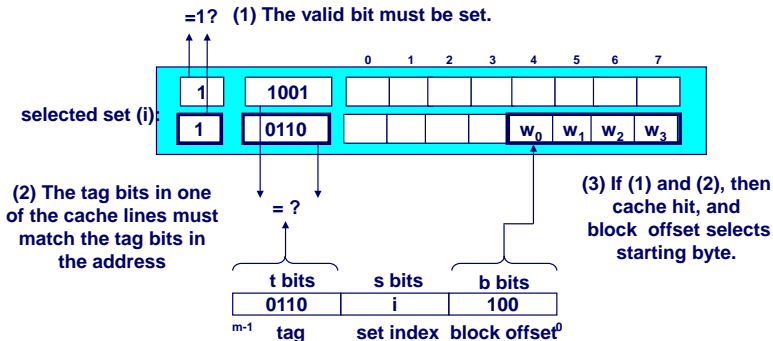 =1? (1) The valid bit must be set.
0 1 2 3 4 5 6 7
1 1001
selected set (i):
1 0110 w0 w1 w2 w3
(2) The tag bits in one
of the cache lines must
match the tag bits in
the address
= ?
(3) If (1) and (2), then
cache hit, and
block offset selects
starting byte.
t bits s bits b bits
0110 i 100
m-1 tag set index block offset 0